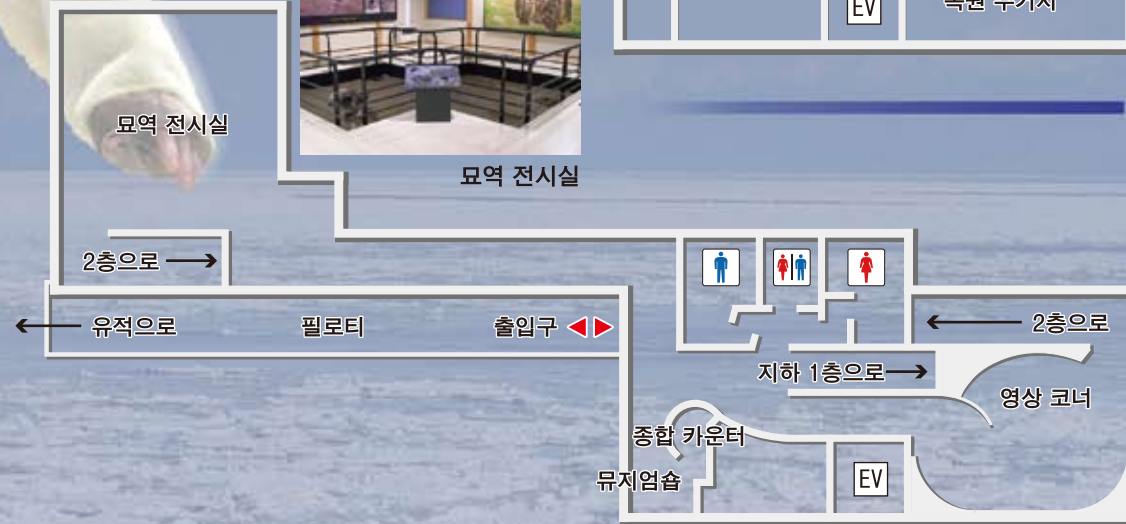 EV
묘역 전시실
묘역 전시실
2층으로
유적으로
필로티
출입구
2층으로
지하 1층으로
영상 코너
종합 카운터
뮤지엄숍
EV